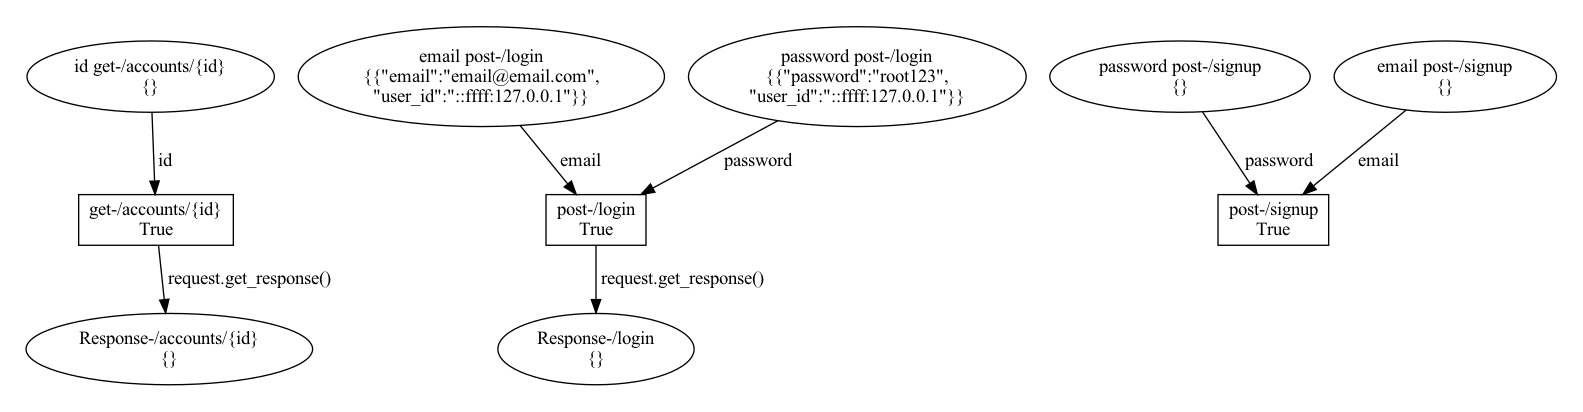 id get-/accounts/{id}
{}
email post-/login
{{"email":"email@email.com",
"user_id":"::ffff:127.0.0.1"}}
password post-/login
{{"password":"root123",
"user_id":"::ffff:127.0.0.1"}}
password post-/signup
{}
email post-/signup
{}
id
email
password
password
email
get-/accounts/{id}
True
post-/login
True
post-/signup
True
request.get_response()
request.get_response()
Response-/accounts/{id}
{}
Response-/login
{}